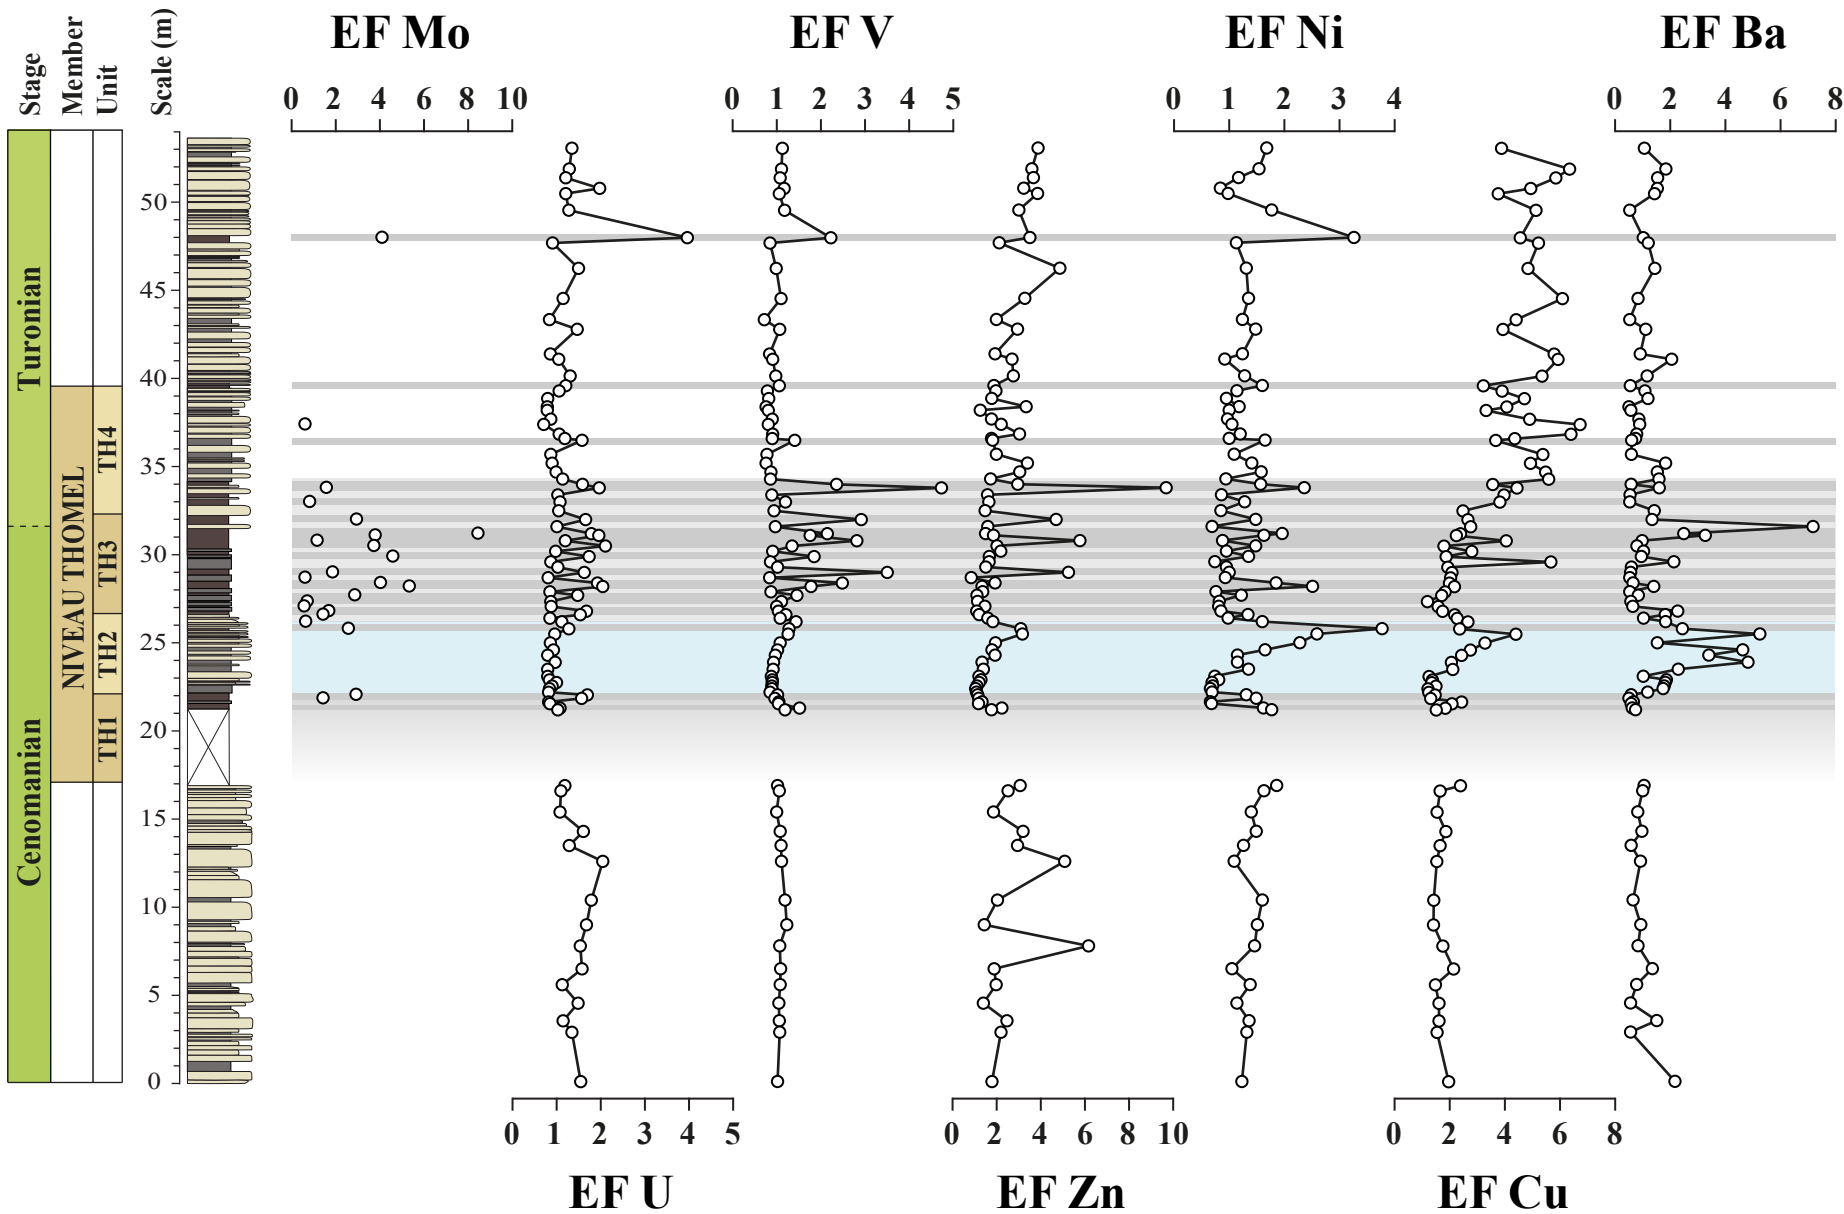 EF Mo EF V EF Ni EF Ba
Stage Member Unit Scale (m)
0 2 4 6 8 10 0 1 2 3 4 5 0 1 2 3 4 0 2 4 6 8
50
45
40
35
30
25
20
15
10
5
0
Turonian
Cenomanian
NIVEAU THOMEL
TH4
TH3
TH2
TH1
0 1 2 3 4 5 0 2 4 6 8 10 0 2 4 6 8
EF U EF Zn EF Cu